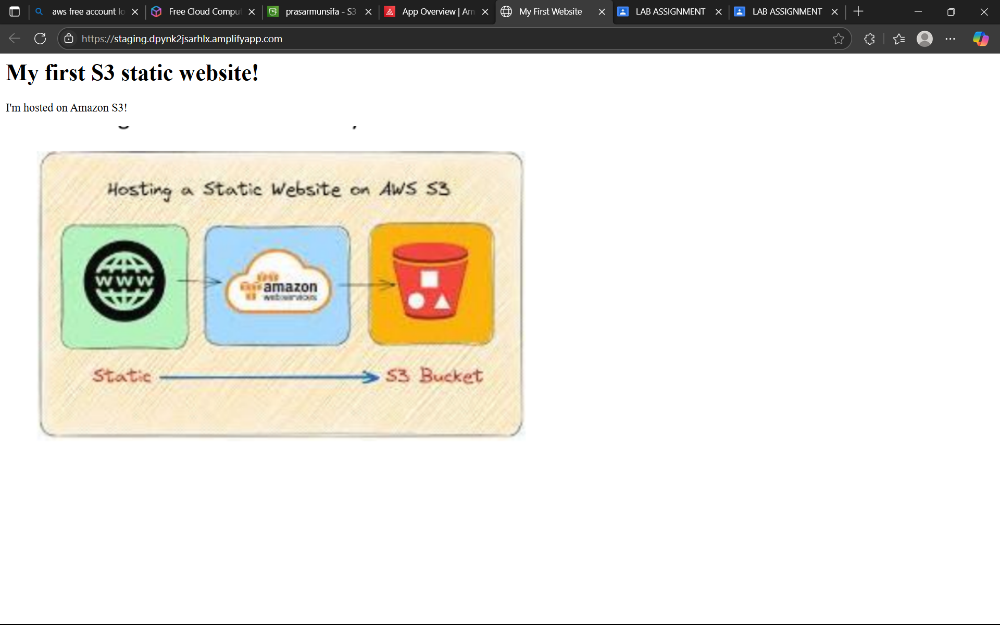 aws free account lo
Free Cloud Comput
prasarmunsifa - S3
App Overview | Am
My First Website
LAB ASSIGNMENT
LAB ASSIGNMENT
https://staging.dpynk2jsarhlx.amplifyapp.com
My first S3 static website!
I'm hosted on Amazon S3!
Hosting a Static Website on AWS S3
WWW
amazon
webservices
Static
S3 Bucket